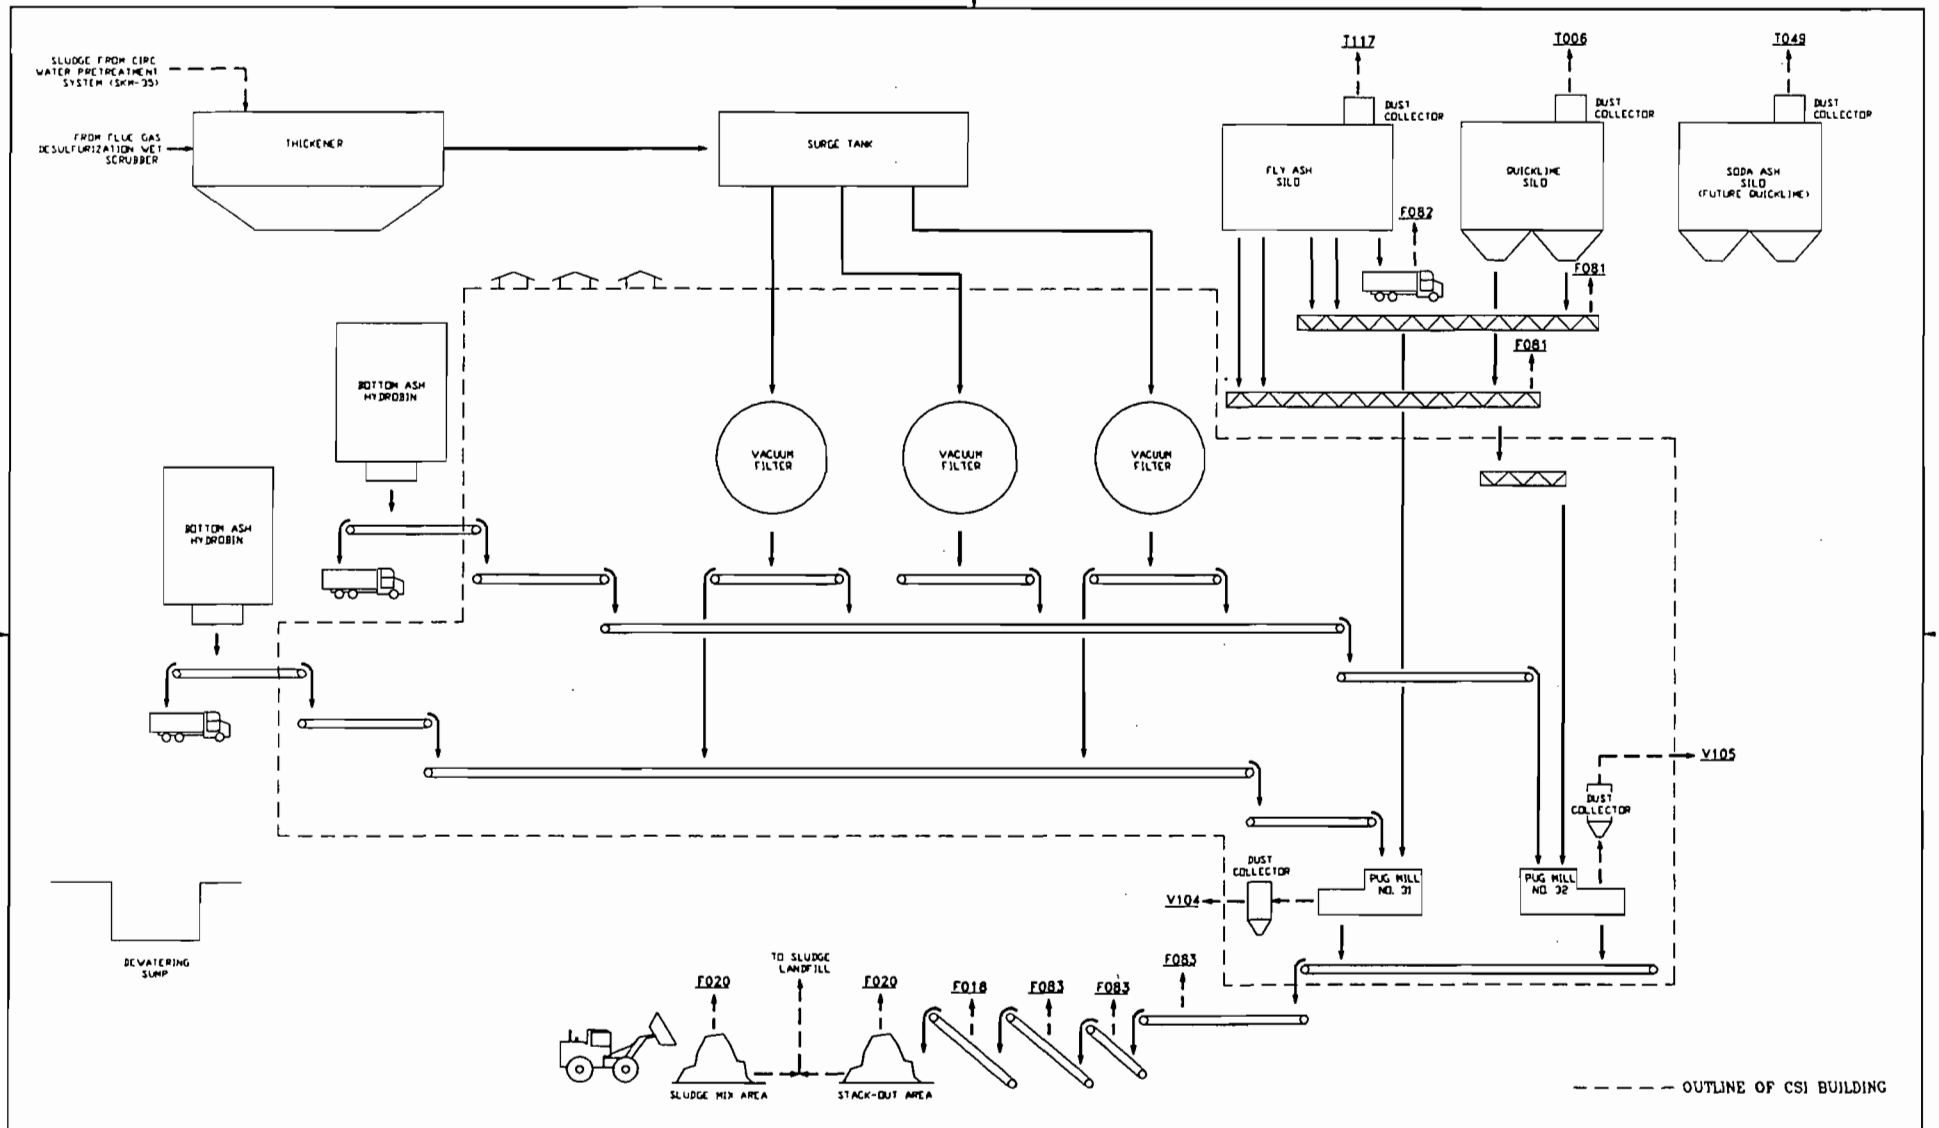 T117
T006
T049
SLUDGE FROM CIRC
WATER PRETREATMENT
SYSTEM (SKM-35)
DUST
COLLECTOR
DUST
COLLECTOR
DUST
COLLECTOR
FROM FLUE GAS
DESULFURIZATION WET
SCRUBBER
THICKENER
SURGE TANK
FLY ASH
SILO
QUICKLIME
SILO
SODA ASH
SILO
(FUTURE QUICKLIME)
F082
F081
F081
BOTTOM ASH
HYDROBIN
VACUUM
FILTER
VACUUM
FILTER
VACUUM
FILTER
BOTTOM ASH
HYDROBIN
V105
DUST
COLLECTOR
DUST
COLLECTOR
PUG MILL
NO. 31
PUG MILL
NO. 32
V104
DEWATERING
SUMP
TO SLUDGE
LANDFILL
F020
F020
F018
F083
F083
F083
SLUDGE MIX AREA
STACK-OUT AREA
OUTLINE OF CSI BUILDING